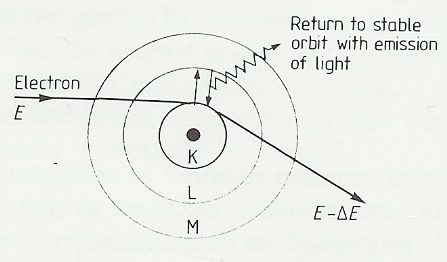 Return to stable
orbit with emission
of light
Electron
E
K
L
M
E-ΔE